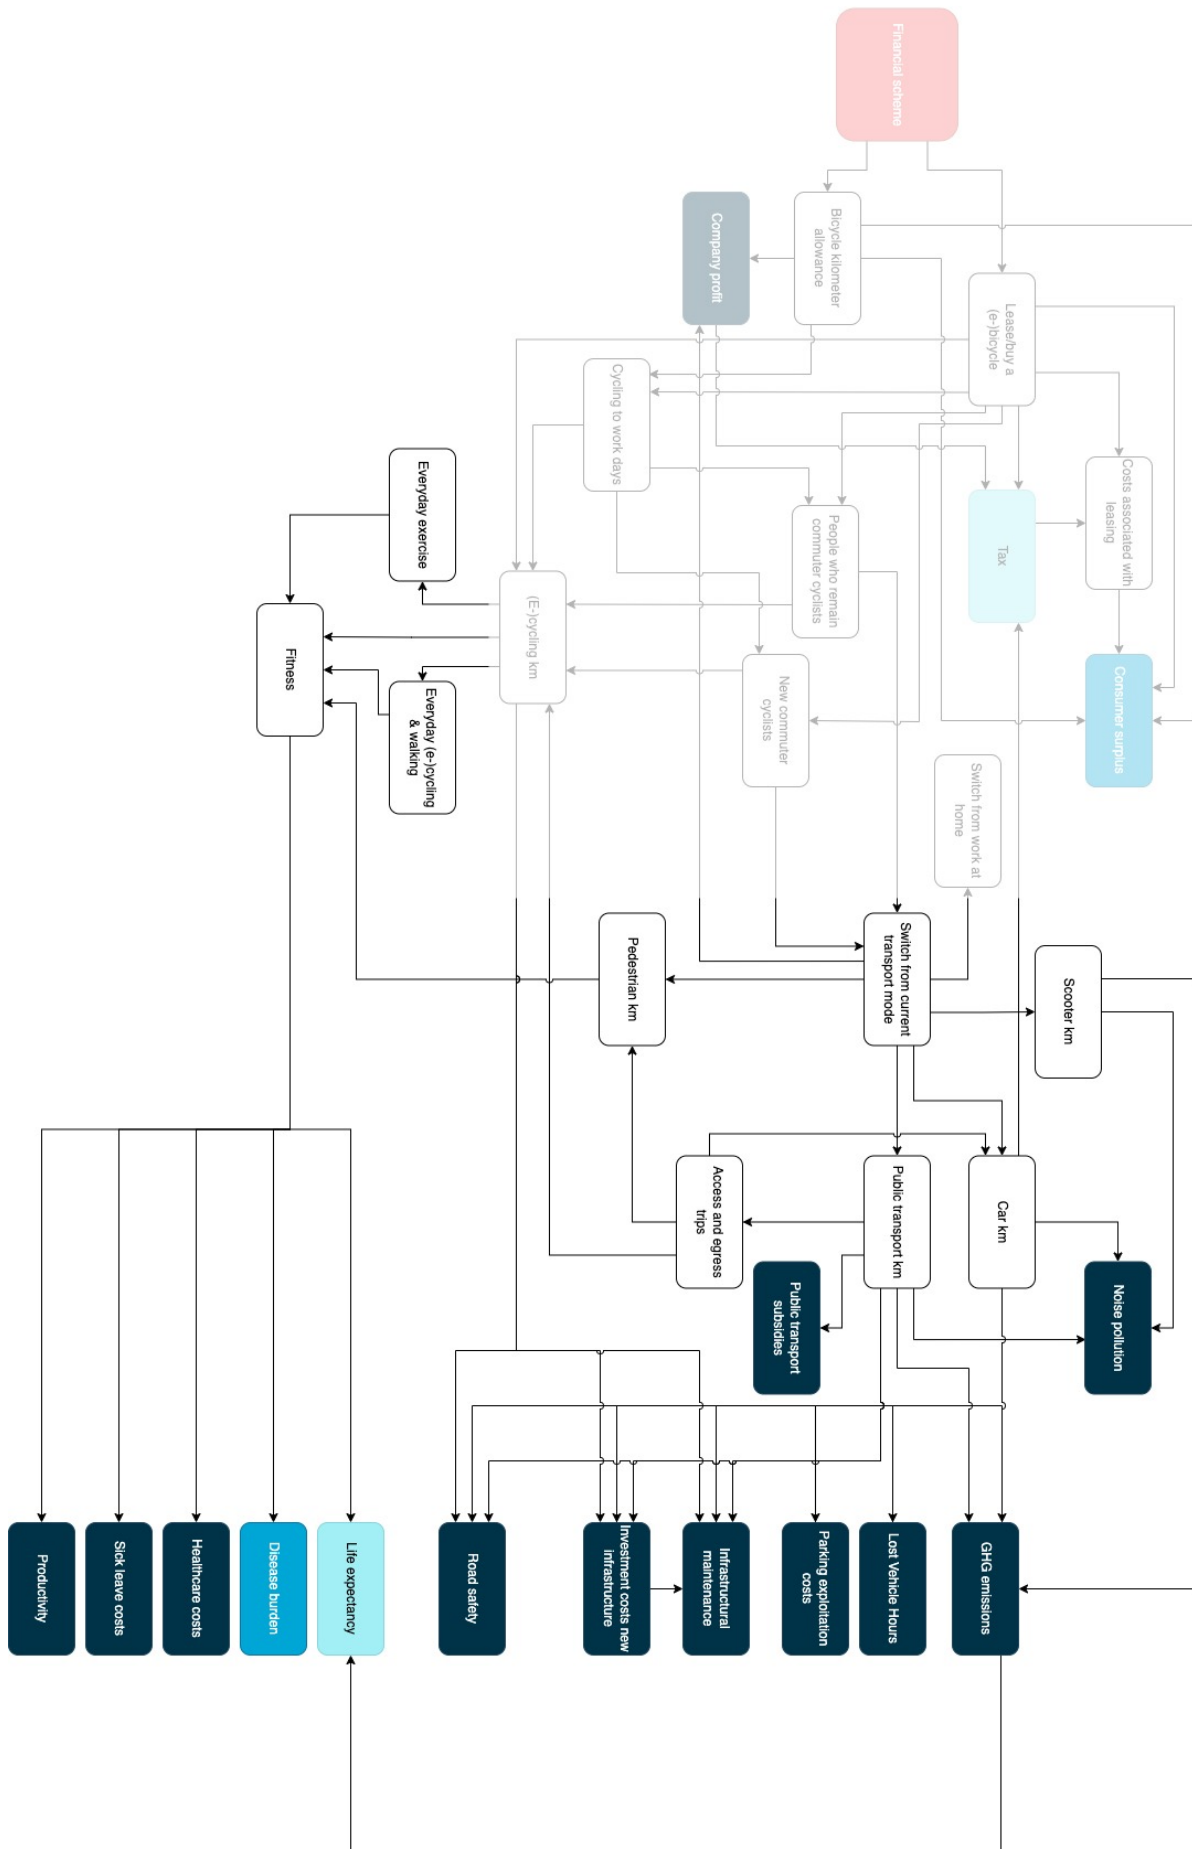 Financial scheme
Bicycle kilometer
allowance
Lease/buy a
(e-)bicycle
Company profit
Cycling to work days
Costs associated with
leasing
Tax
Consumer surplus
People who remain
commuter cyclists
New commuter
cyclists
(E-)cycling km
Everyday exercise
Everyday (e-)cycling
& walking
Fitness
Switch from work at
home
Switch from current
transport mode
Scooter km
Pedestrian km
Car km
Public transport km
Access and egress
trips
Noise pollution
Public transport
subsidies
GHG emissions
Lost Vehicle Hours
Parking exploitation
costs
Infrastructural
maintenance
Investment costs new
infrastructure
Road safety
Life expectancy
Disease burden
Healthcare costs
Sick leave costs
Productivity